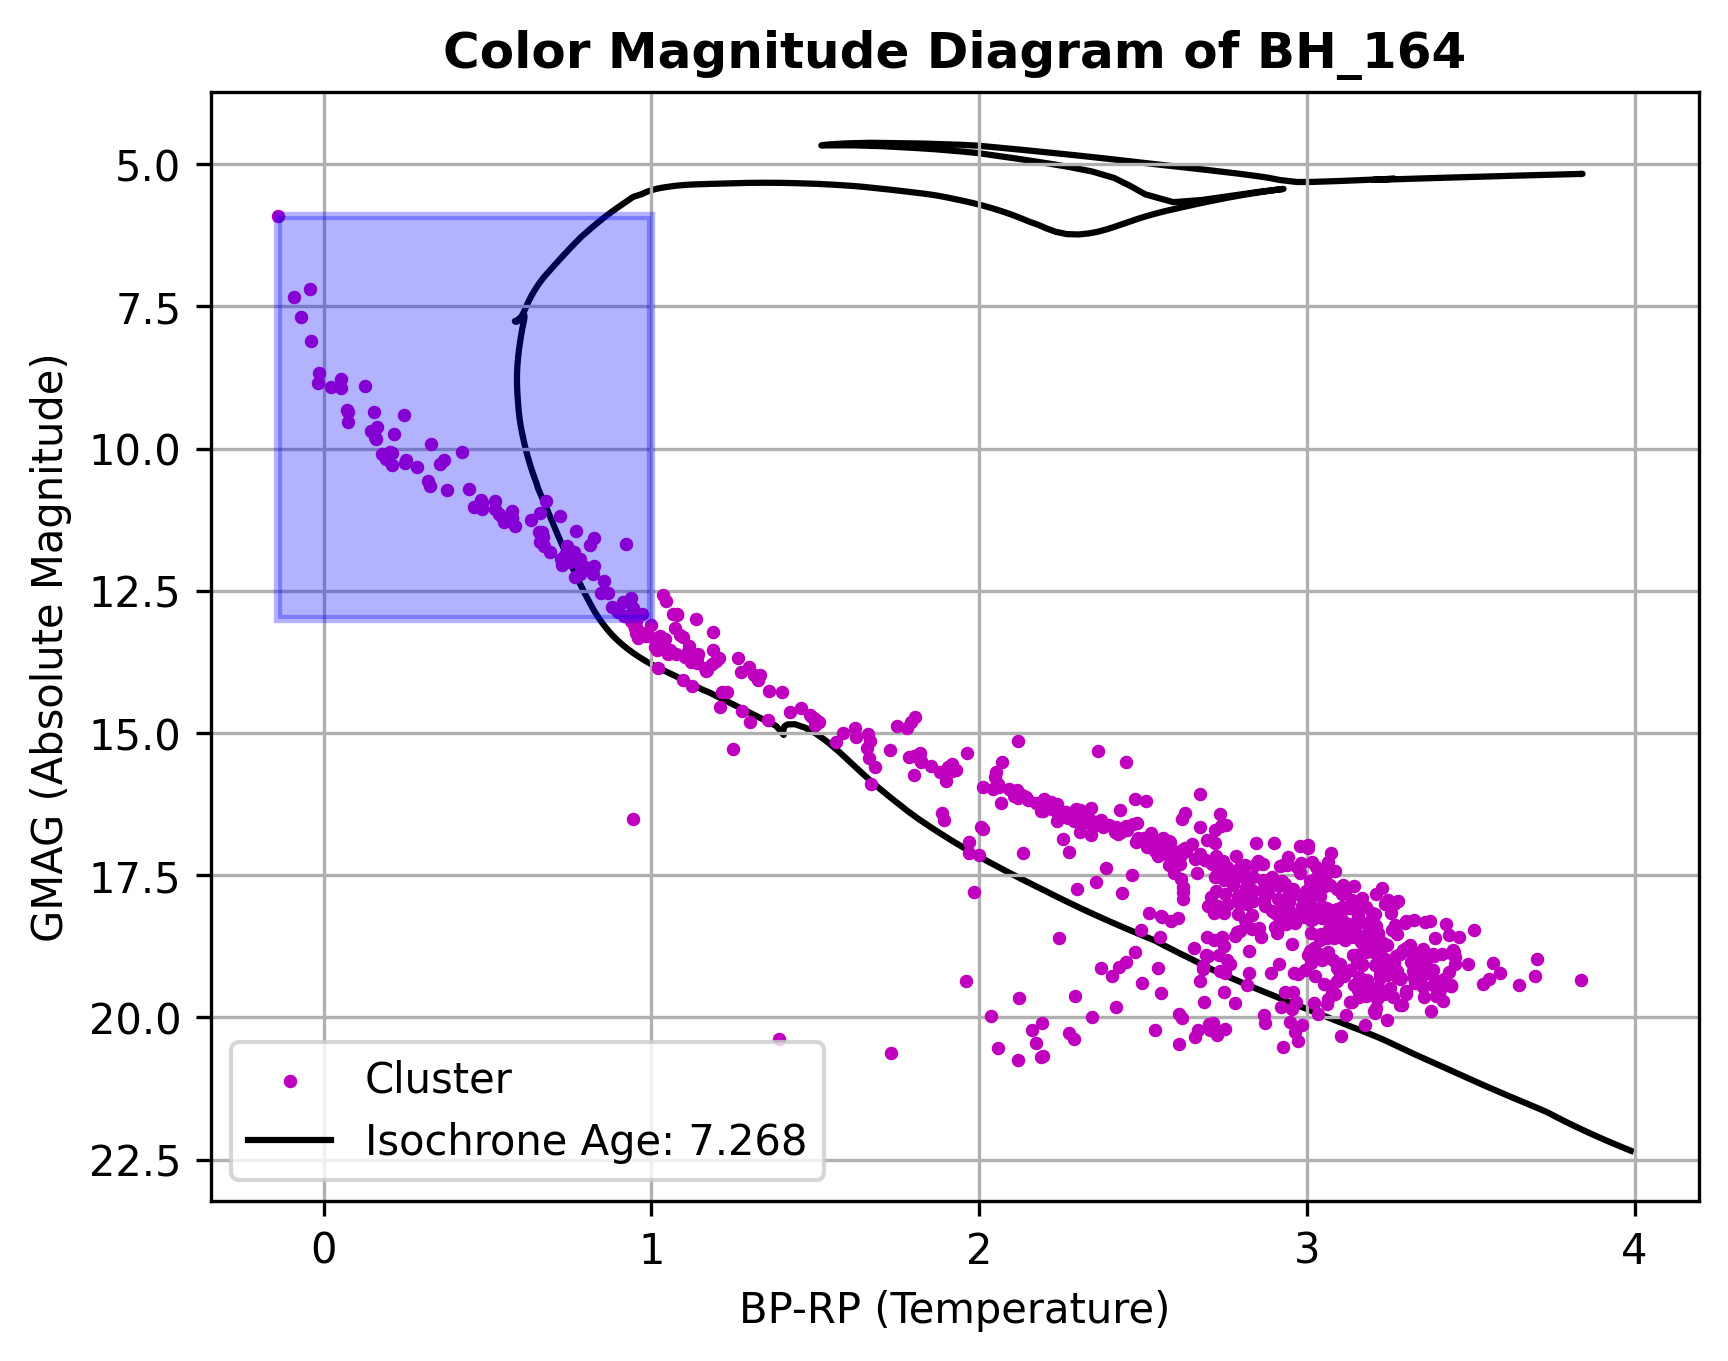 Color Magnitude Diagram of BH_164
GMAG (Absolute Magnitude)
5.0
7.5
10.0
12.5
15.0
17.5
20.0
22.5
Cluster
Isochrone Age: 7.268
0 1 2 3 4
BP-RP (Temperature)